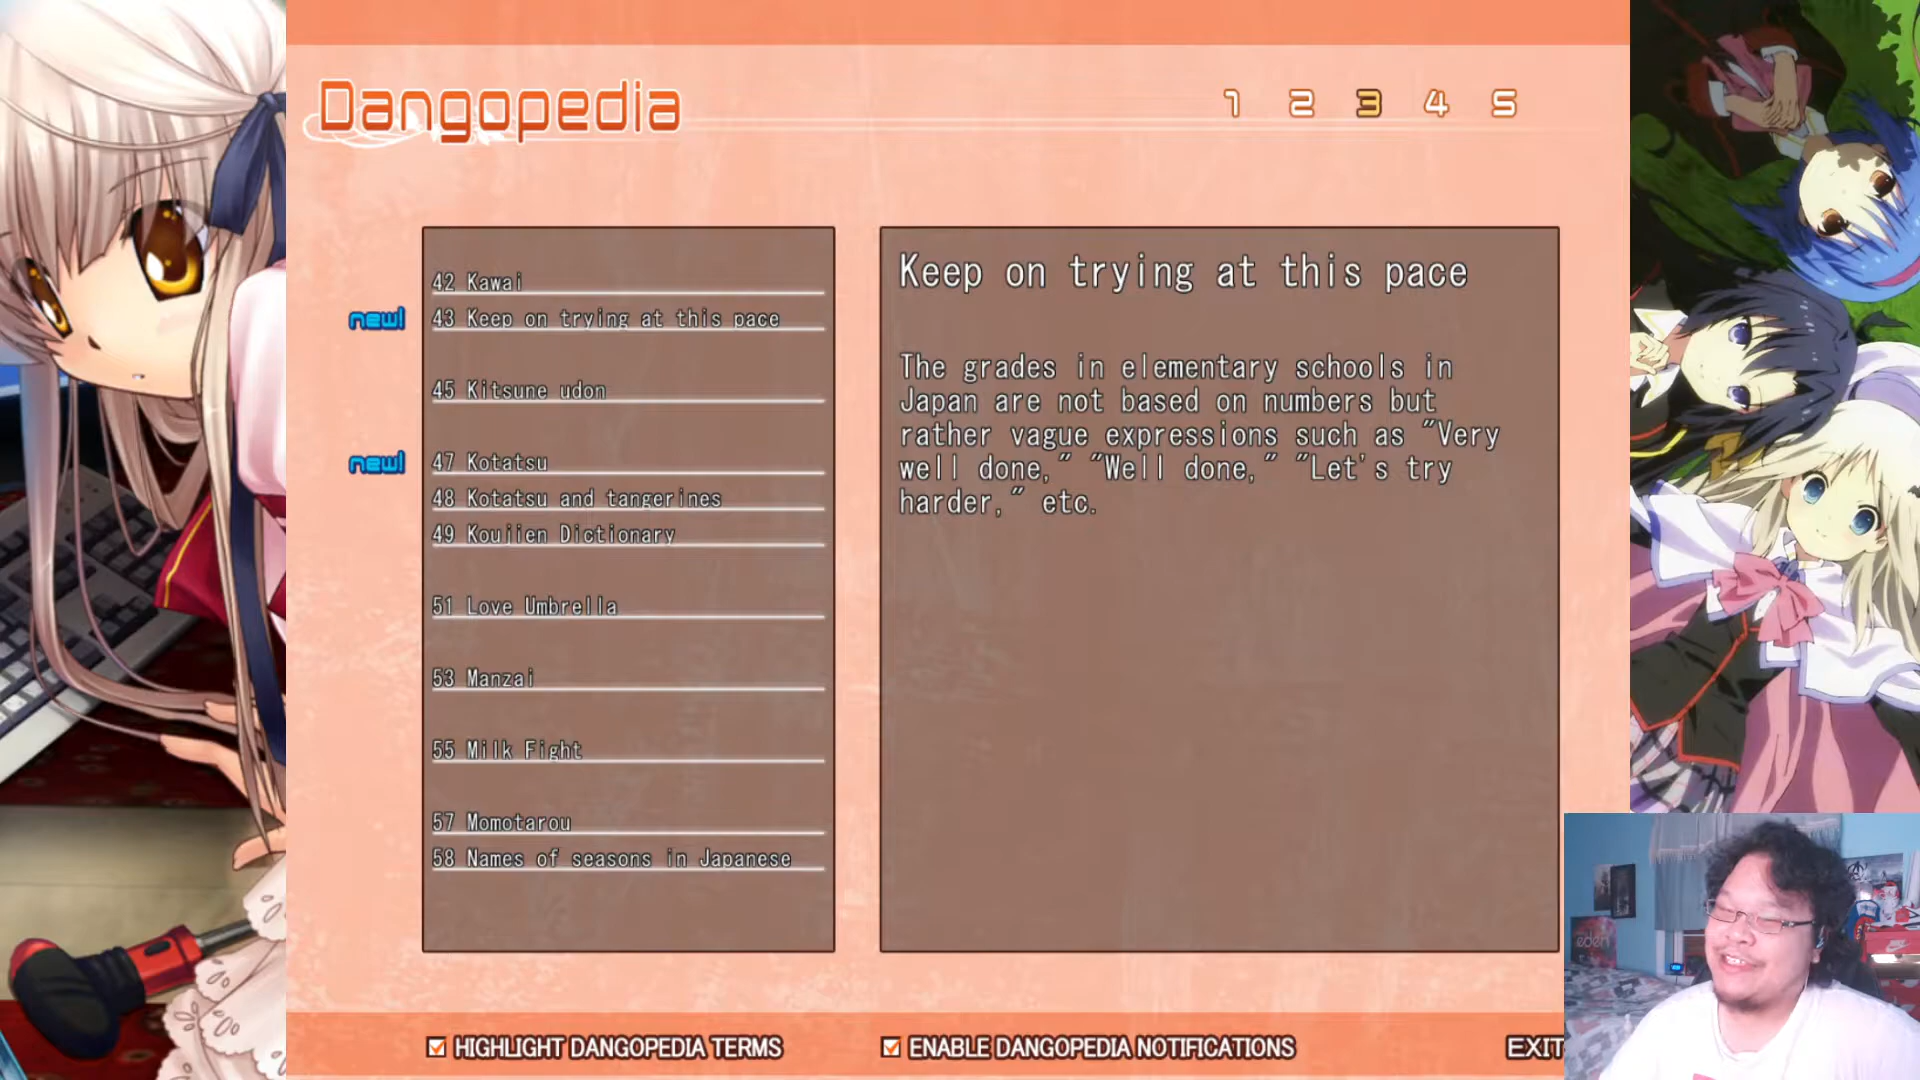 Dangopedia
1 2 3 4 5
42 Kawai
new! 43 Keep on trying at this pace
45 Kitsune udon
new! 47 Kotatsu
48 Kotatsu and tangerines
49 Koujien Dictionary
51 Love Umbrella
53 Manzai
55 Milk Fight
57 Momotarou
58 Names of seasons in Japanese
Keep on trying at this pace
The grades in elementary schools in
Japan are not based on numbers but
rather vague expressions such as "Very
well done," "Well done," "Let's try
harder," etc.
eden
HIGHLIGHT DANGOPEDIA TERMS
ENABLE DANGOPEDIA NOTIFICATIONS
EXIT